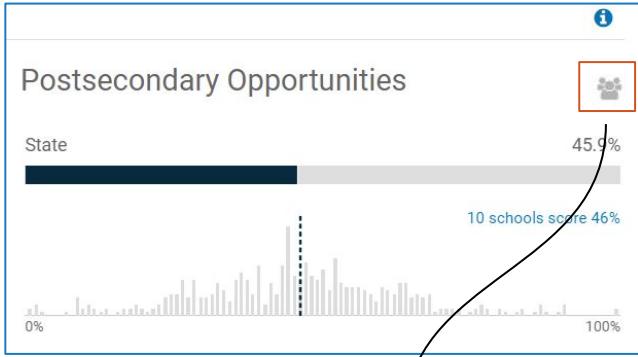 Postsecondary Opportunities
State 45.9%
10 schools score 46%
0% 100%